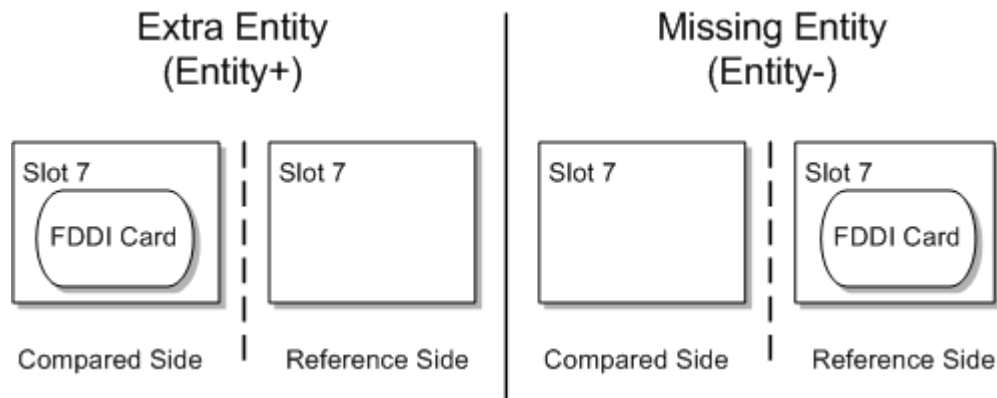 Extra Entity
(Entity+)
Slot 7
FDDI Card
Slot 7
Compared Side
Reference Side
Missing Entity
(Entity-)
Slot 7
Slot 7
FDDI Card
Compared Side
Reference Side